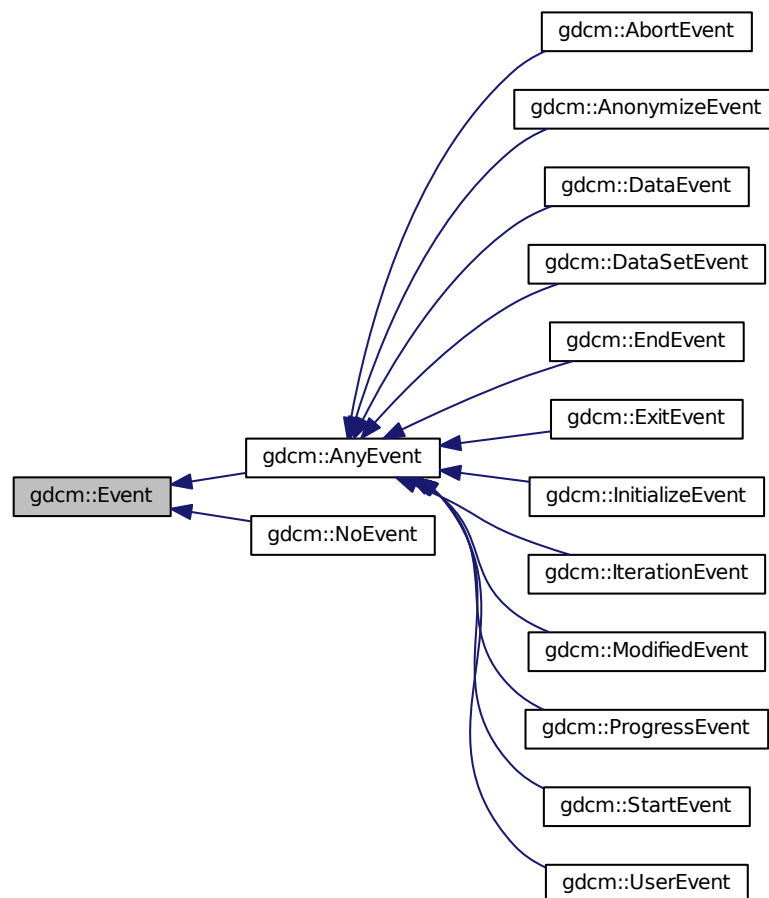 gdcm::AbortEvent
gdcm::AnonymizeEvent
gdcm::DataEvent
gdcm::DataSetEvent
gdcm::EndEvent
gdcm::ExitEvent
gdcm::AnyEvent
gdcm::Event
gdcm::InitializeEvent
gdcm::NoEvent
gdcm::IterationEvent
gdcm::ModifiedEvent
gdcm::ProgressEvent
gdcm::StartEvent
gdcm::UserEvent